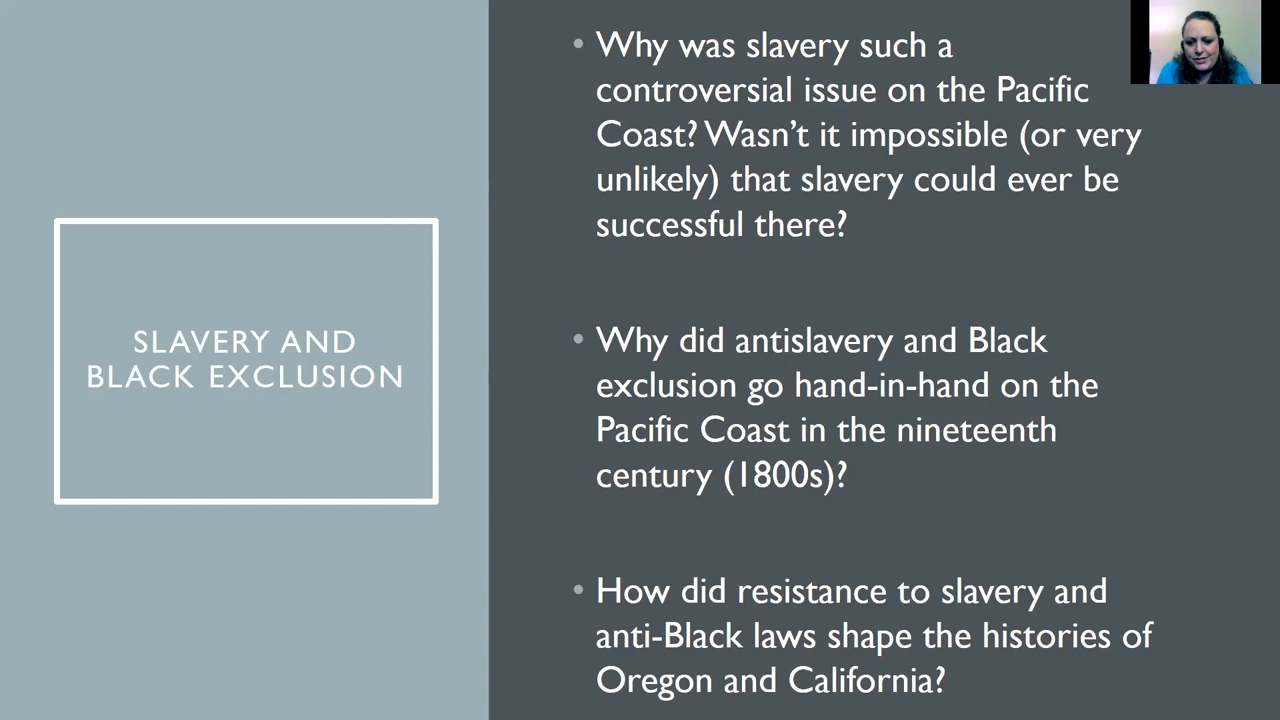 SLAVERY AND
BLACK EXCLUSION
• Why was slavery such a
controversial issue on the Pacific
Coast? Wasn’t it impossible (or very
unlikely) that slavery could ever be
successful there?
• Why did antislavery and Black
exclusion go hand-in-hand on the
Pacific Coast in the nineteenth
century (1800s)?
• How did resistance to slavery and
anti-Black laws shape the histories of
Oregon and California?